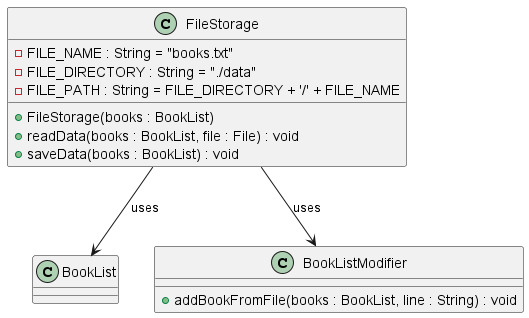 C FileStorage
FILE_NAME : String = "books.txt"
FILE_DIRECTORY : String = "./data"
FILE_PATH : String = FILE_DIRECTORY + '/' + FILE_NAME
FileStorage(books : BookList)
readData(books : BookList, file : File) : void
saveData(books : BookList) : void
uses
uses
C BookList
C BookListModifier
addBookFromFile(books : BookList, line : String) : void